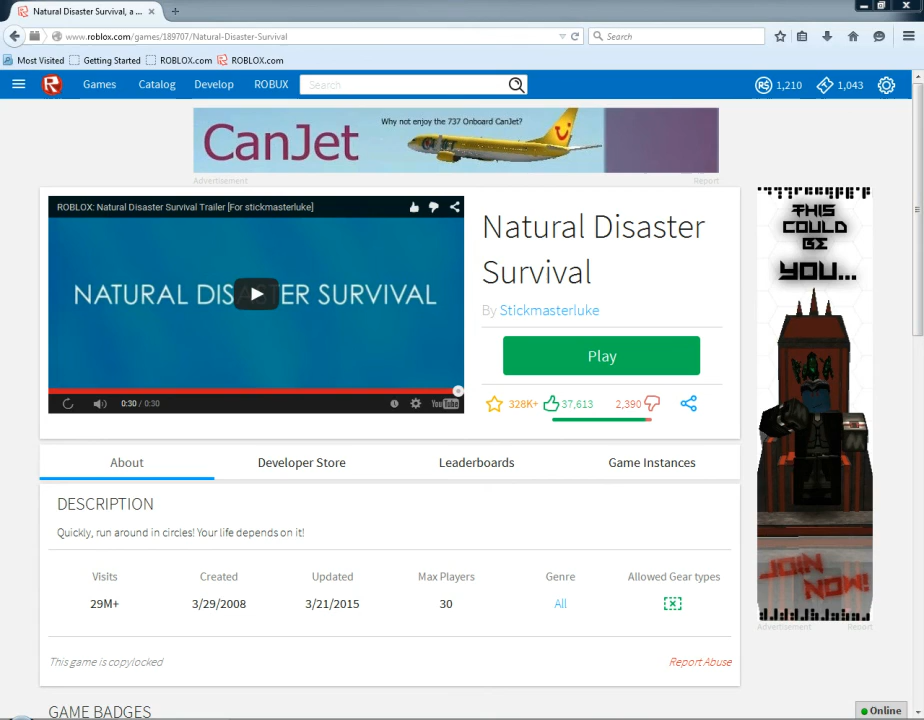 Natural Disaster Survival, a ...
www.roblox.com/games/189707/Natural-Disaster-Survival
Search
Most Visited
Getting Started
ROBLOX.com
ROBLOX.com
Games
Catalog
Develop
ROBUX
Search
R$ 1,210
1,043
CanJet
Why not enjoy the 737 Onboard CanJet?
Advertisement
Report
ROBLOX: Natural Disaster Survival Trailer [For stickmasterluke]
NATURAL DISASTER SURVIVAL
0:30 / 0:30
YouTube
Natural Disaster
Survival
By Stickmasterluke
Play
328K+
37,613
2,390
THIS
COULD
BE
YOU...
JOIN
NOW!
Advertisement
Report
About
Developer Store
Leaderboards
Game Instances
DESCRIPTION
Quickly, run around in circles! Your life depends on it!
Visits
Created
Updated
Max Players
Genre
Allowed Gear types
29M+
3/29/2008
3/21/2015
30
All
This game is copylocked
Report Abuse
GAME BADGES
Online